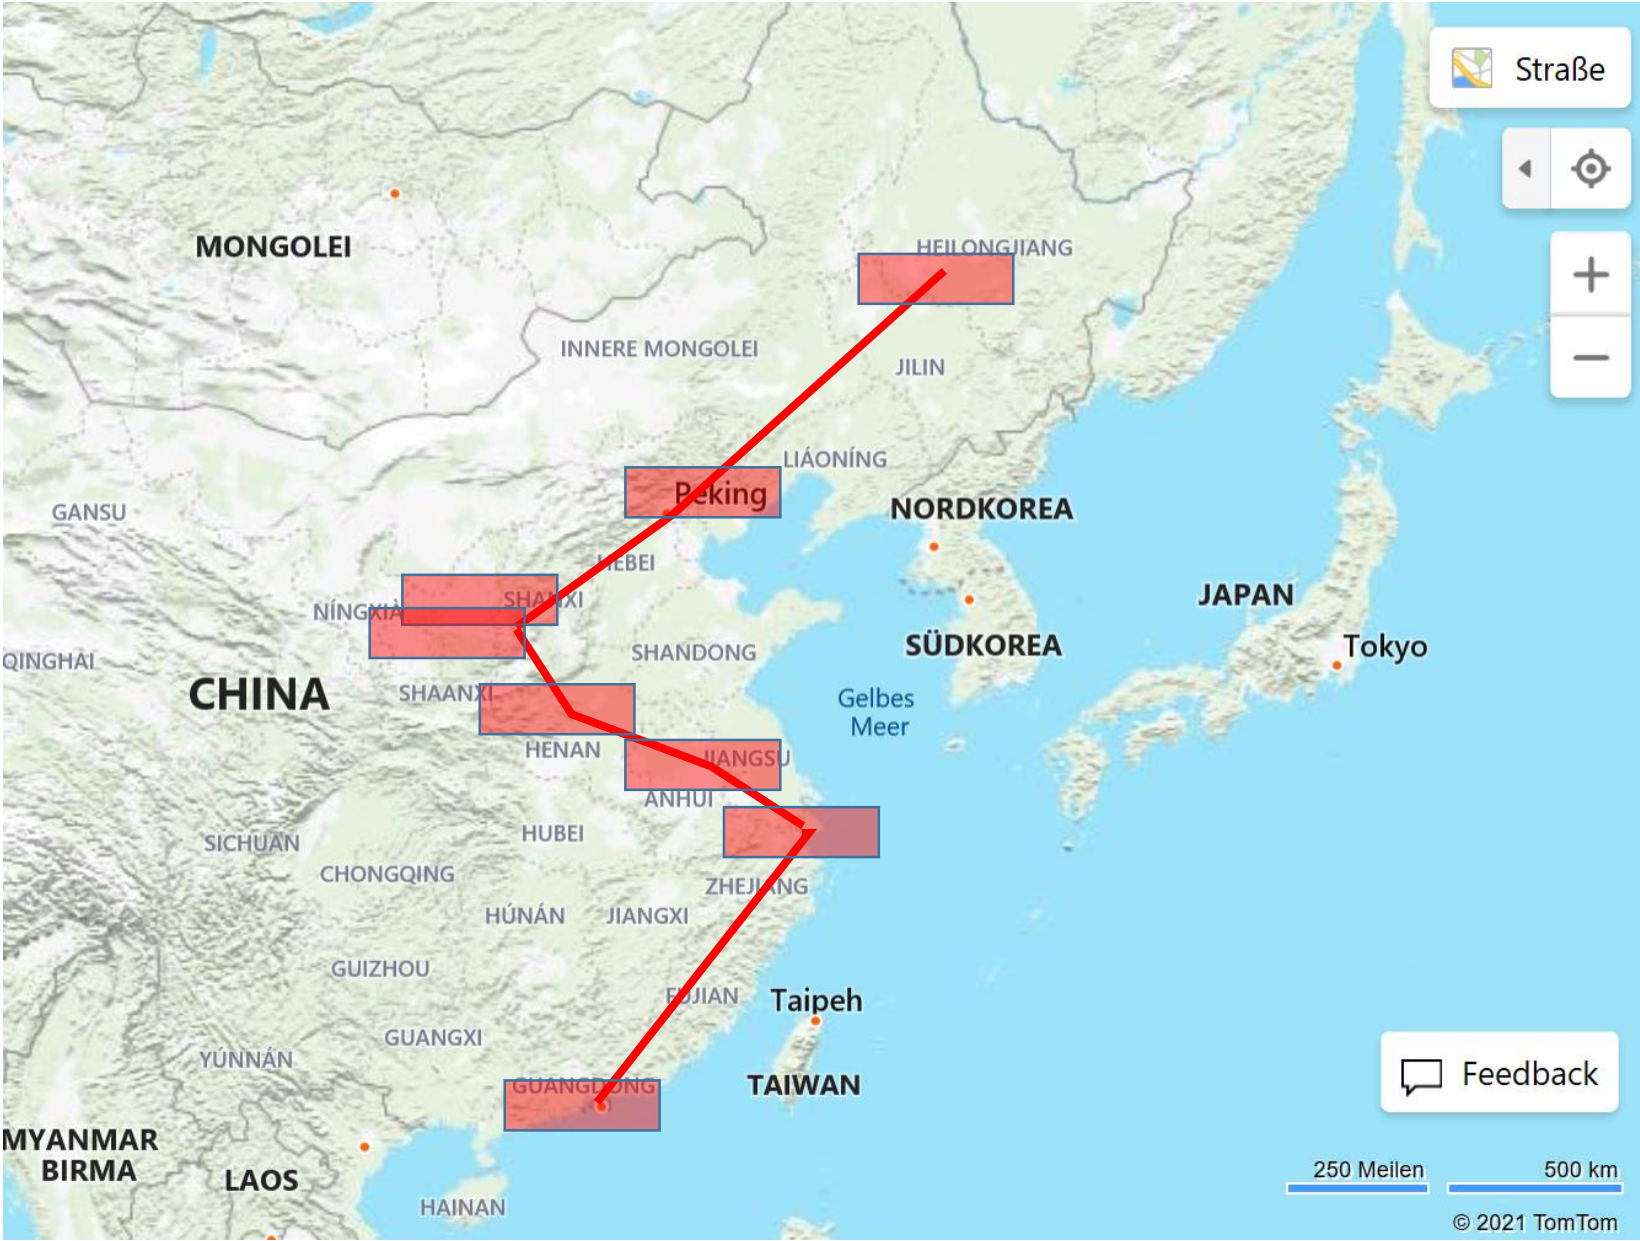 Straße
MONGOLEI
HEILONGJIANG
INNERE MONGOLEI
JILIN
LIÁONÍNG
Peking
GANSU
NORDKOREA
HEBEI
JAPAN
SHANXI
NÍNGXIÀ
SÜDKOREA
Tokyo
SHANDONG
QINGHAI
CHINA
SHAANXI
Gelbes
Meer
HENAN
JIANGSU
ANHUI
HUBEI
SICHUAN
CHONGQING
ZHEJIANG
HÚNÁN
JIANGXI
GUIZHOU
FUJIAN
Taipeh
GUANGXI
YÚNNÁN
GUANGDONG
TAIWAN
Feedback
MYANMAR
BIRMA
LAOS
HAINAN
250 Meilen
500 km
© 2021 TomTom